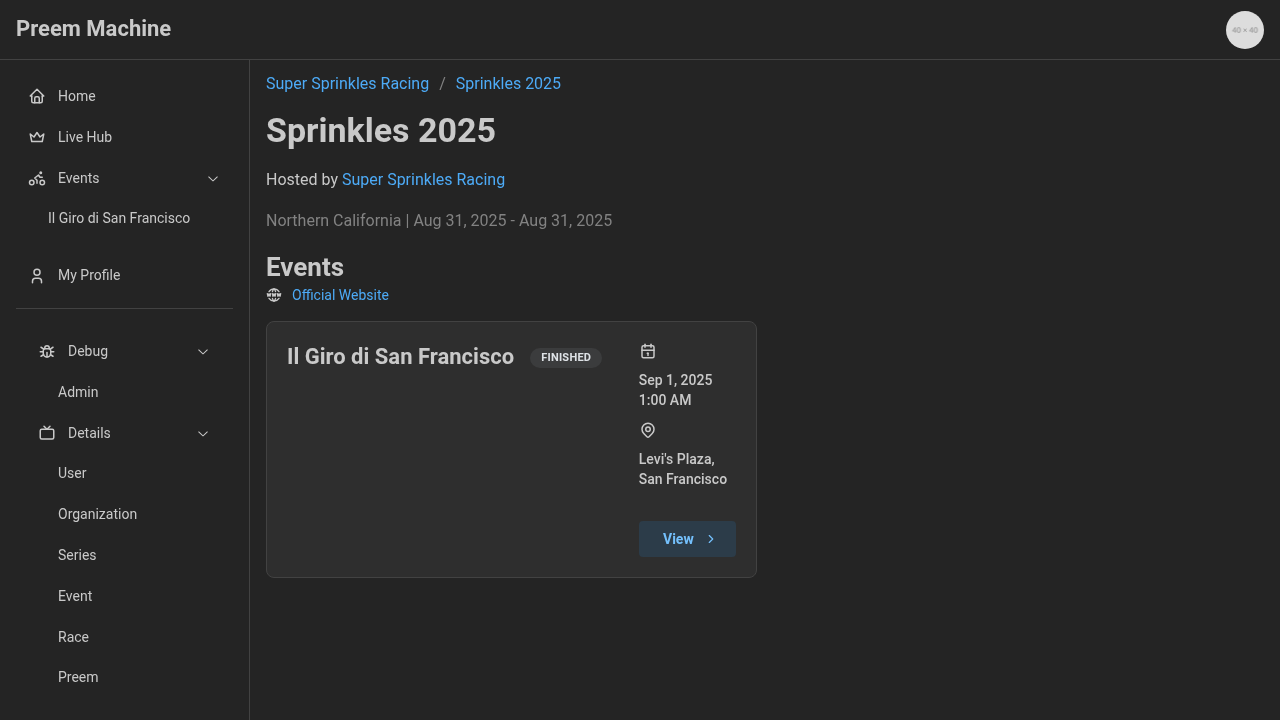 Preem Machine
40 × 40
Home
Live Hub
Events
Il Giro di San Francisco
My Profile
Debug
Admin
Details
User
Organization
Series
Event
Race
Preem
Super Sprinkles Racing / Sprinkles 2025
Sprinkles 2025
Hosted by Super Sprinkles Racing
Northern California | Aug 31, 2025 - Aug 31, 2025
Events
Official Website
Il Giro di San Francisco FINISHED
Sep 1, 2025
1:00 AM
Levi's Plaza,
San Francisco
View